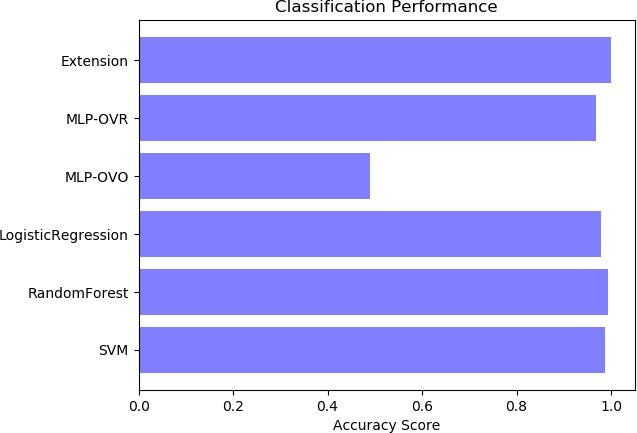 Classification Performance
Extension
MLP-OVR
MLP-OVO
LogisticRegression
RandomForest
SVM
0.0 0.2 0.4 0.6 0.8 1.0
Accuracy Score